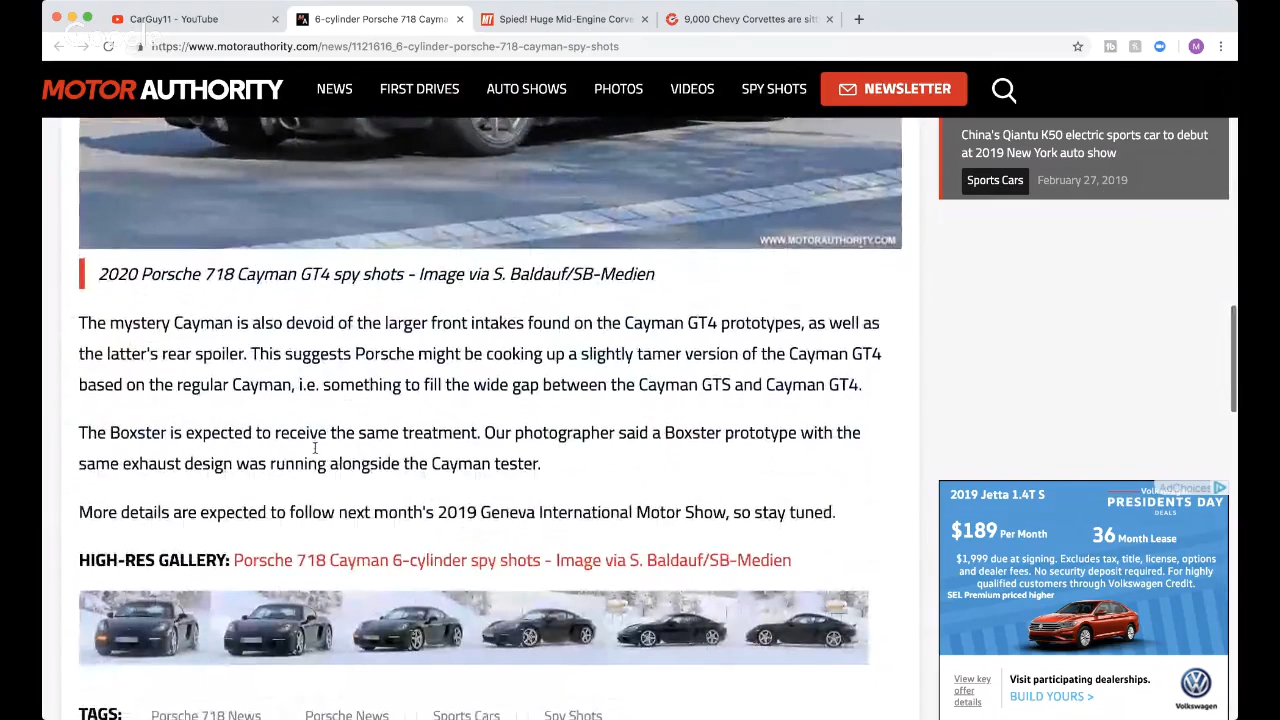 CarGuy11 - YouTube
6-cylinder Porsche 718 Cayma
Spied! Huge Mid-Engine Corve
9,000 Chevy Corvettes are sit
Google
https://www.motorauthority.com/news/1121616_6-cylinder-porsche-718-cayman-spy-shots
M
MOTOR AUTHORITY
NEWS
FIRST DRIVES
AUTO SHOWS
PHOTOS
VIDEOS
SPY SHOTS
NEWSLETTER
WWW.MOTORAUTHORITY.COM
2020 Porsche 718 Cayman GT4 spy shots - Image via S. Baldauf/SB-Medien
The mystery Cayman is also devoid of the larger front intakes found on the Cayman GT4 prototypes, as well as
the latter's rear spoiler. This suggests Porsche might be cooking up a slightly tamer version of the Cayman GT4
based on the regular Cayman, i.e. something to fill the wide gap between the Cayman GTS and Cayman GT4.
The Boxster is expected to receive the same treatment. Our photographer said a Boxster prototype with the
same exhaust design was running alongside the Cayman tester.
More details are expected to follow next month's 2019 Geneva International Motor Show, so stay tuned.
HIGH-RES GALLERY: Porsche 718 Cayman 6-cylinder spy shots - Image via S. Baldauf/SB-Medien
TAGS:
Porsche 718 News
Porsche News
Sports Cars
Spy Shots
China's Qiantu K50 electric sports car to debut
at 2019 New York auto show
Sports Cars
February 27, 2019
AdChoices
2019 Jetta 1.4T S
PRESIDENTS DAY
DEALS
$189 Per Month
36 Month Lease
$1,999 due at signing. Excludes tax, title, license, options
and dealer fees. No security deposit required. For highly
qualified customers through Volkswagen Credit.
SEL Premium priced higher
View key
offer
details
Visit participating dealerships.
BUILD YOURS >
Volkswagen